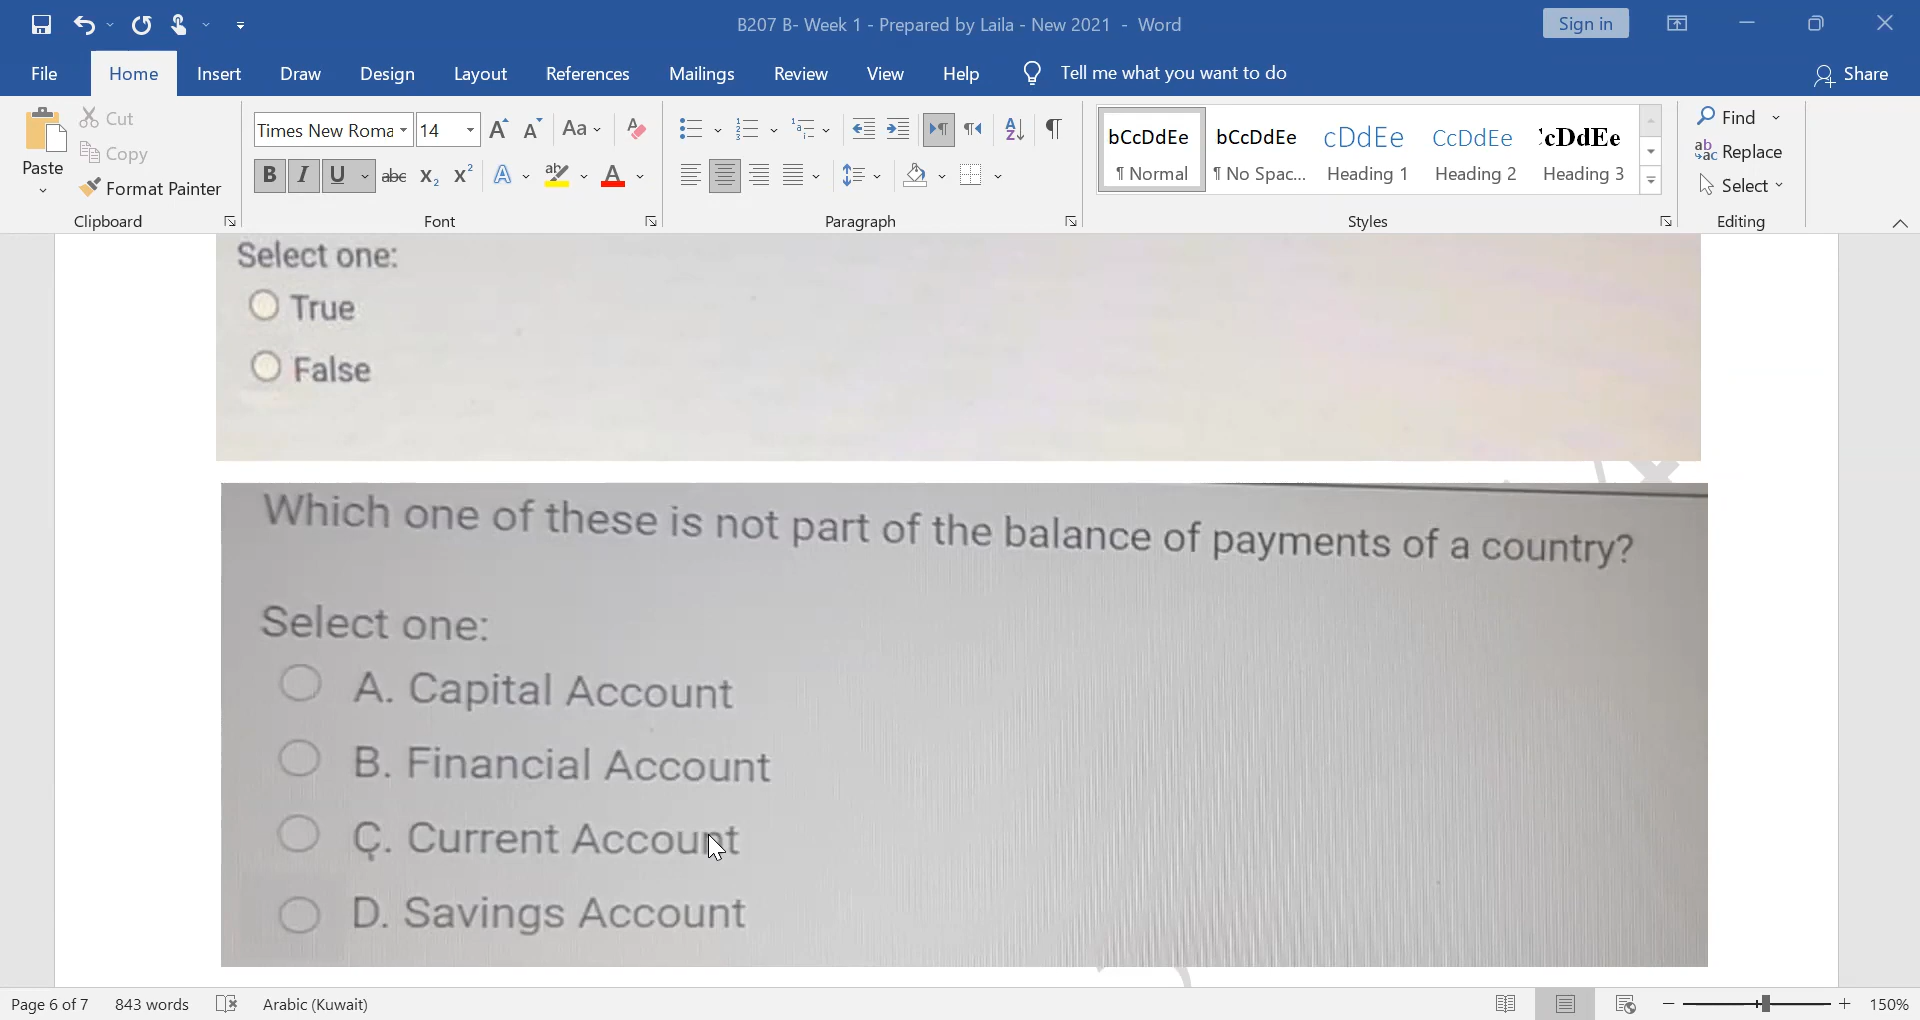 B207 B- Week 1 - Prepared by Laila - New 2021 - Word
Sign in
File Home Insert Draw Design Layout References Mailings Review View Help Tell me what you want to do Share
Paste
Cut
Copy
Format Painter
Clipboard
Times New Roma 14
Aa
B I U abc X₂ X²
Font
Paragraph
bCcDdEe bCcDdEe cDdEe CcDdEe 'cDdEe
¶ Normal ¶ No Spac... Heading 1 Heading 2 Heading 3
Styles
Find
Replace
Select
Editing
Select one:
True
False
Which one of these is not part of the balance of payments of a country?
Select one:
A. Capital Account
B. Financial Account
Ç. Current Account
D. Savings Account
Page 6 of 7 843 words Arabic (Kuwait) 150%